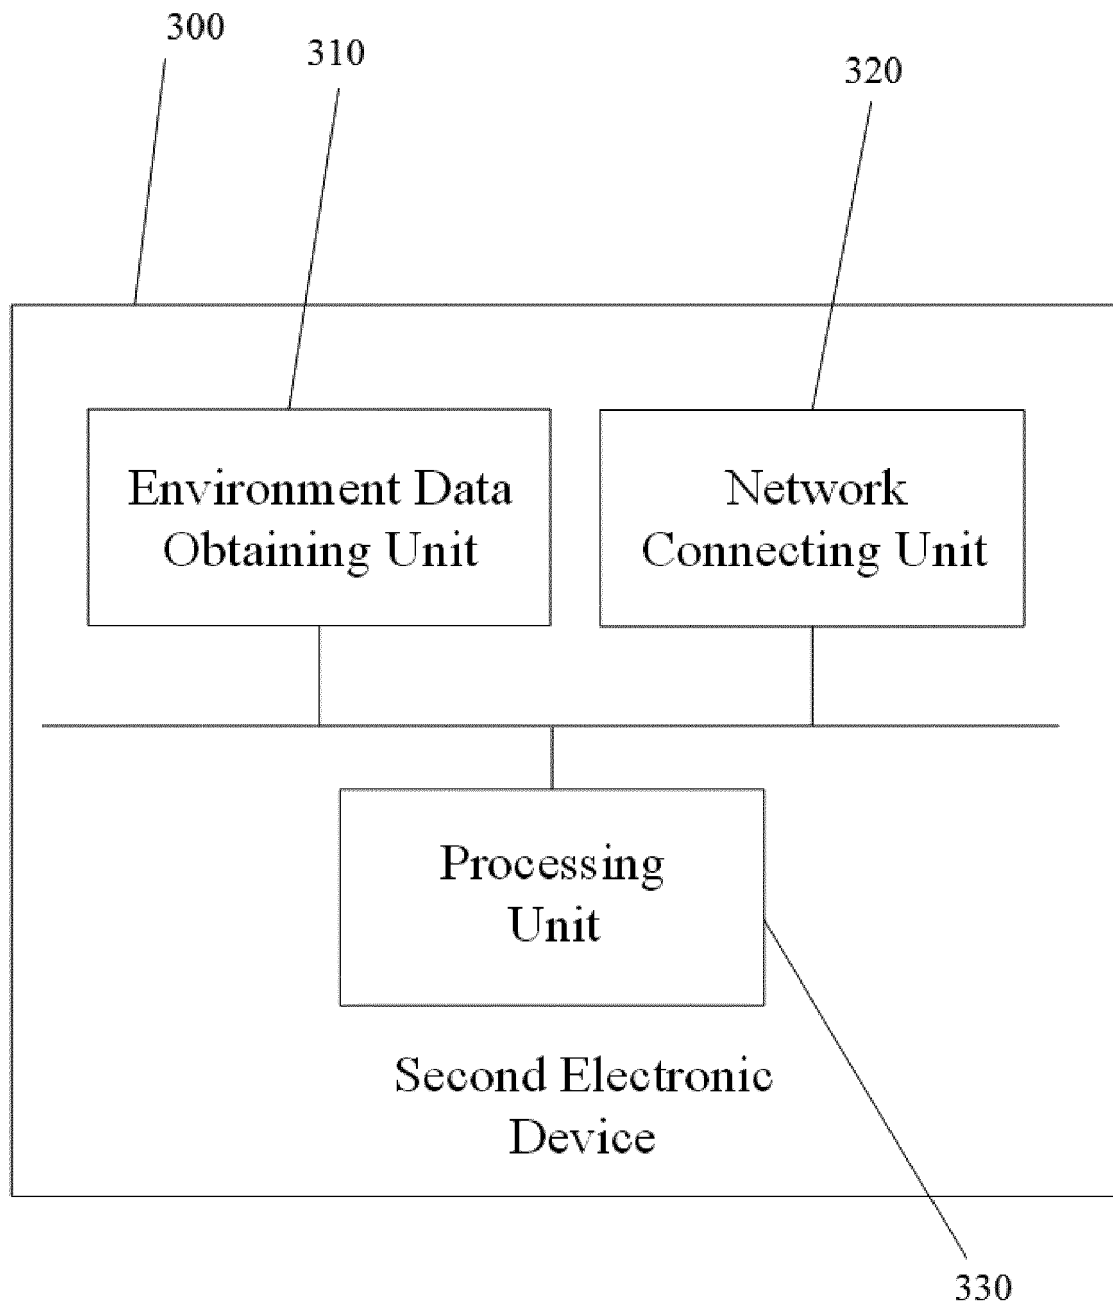 300
310
320
Environment Data
Obtaining Unit
Network
Connecting Unit
Processing
Unit
Second Electronic
Device
330